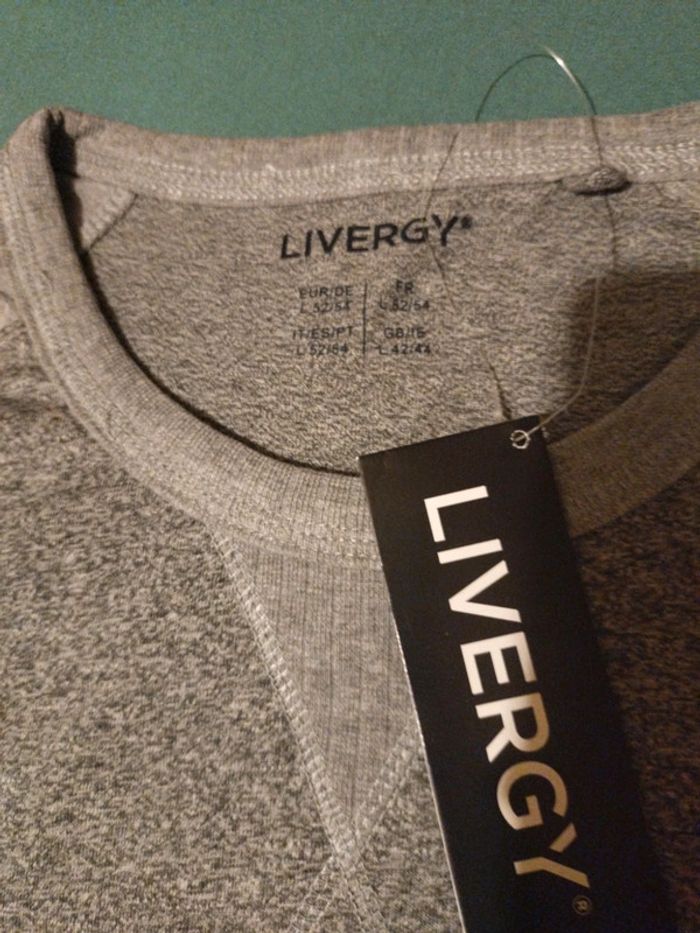 LIVERGY®
EUR/DE
L 52/54
FR
L 52/54
IT/ES/PT
L 52/54
GB/IE
L 42/44
LIVERGY®